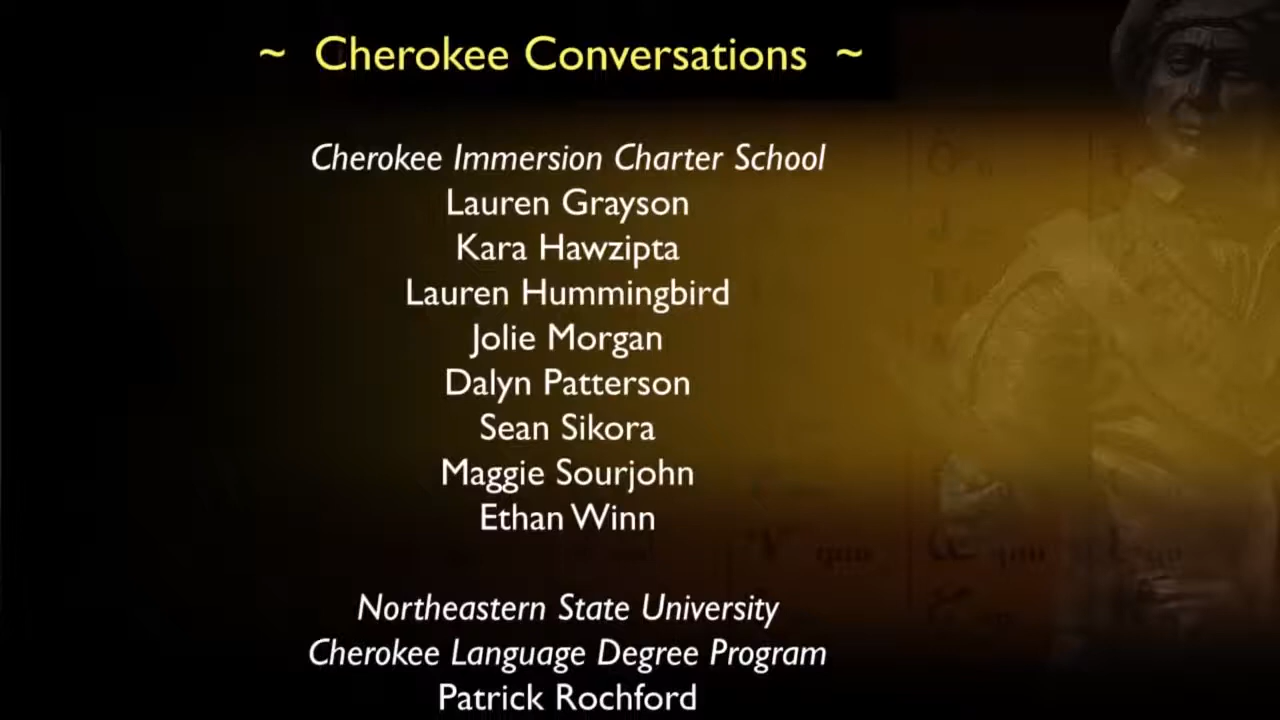 ~ Cherokee Conversations ~
Cherokee Immersion Charter School
Lauren Grayson
Kara Hawzipta
Lauren Hummingbird
Jolie Morgan
Dalyn Patterson
Sean Sikora
Maggie Sourjohn
Ethan Winn
Northeastern State University
Cherokee Language Degree Program
Patrick Rochford